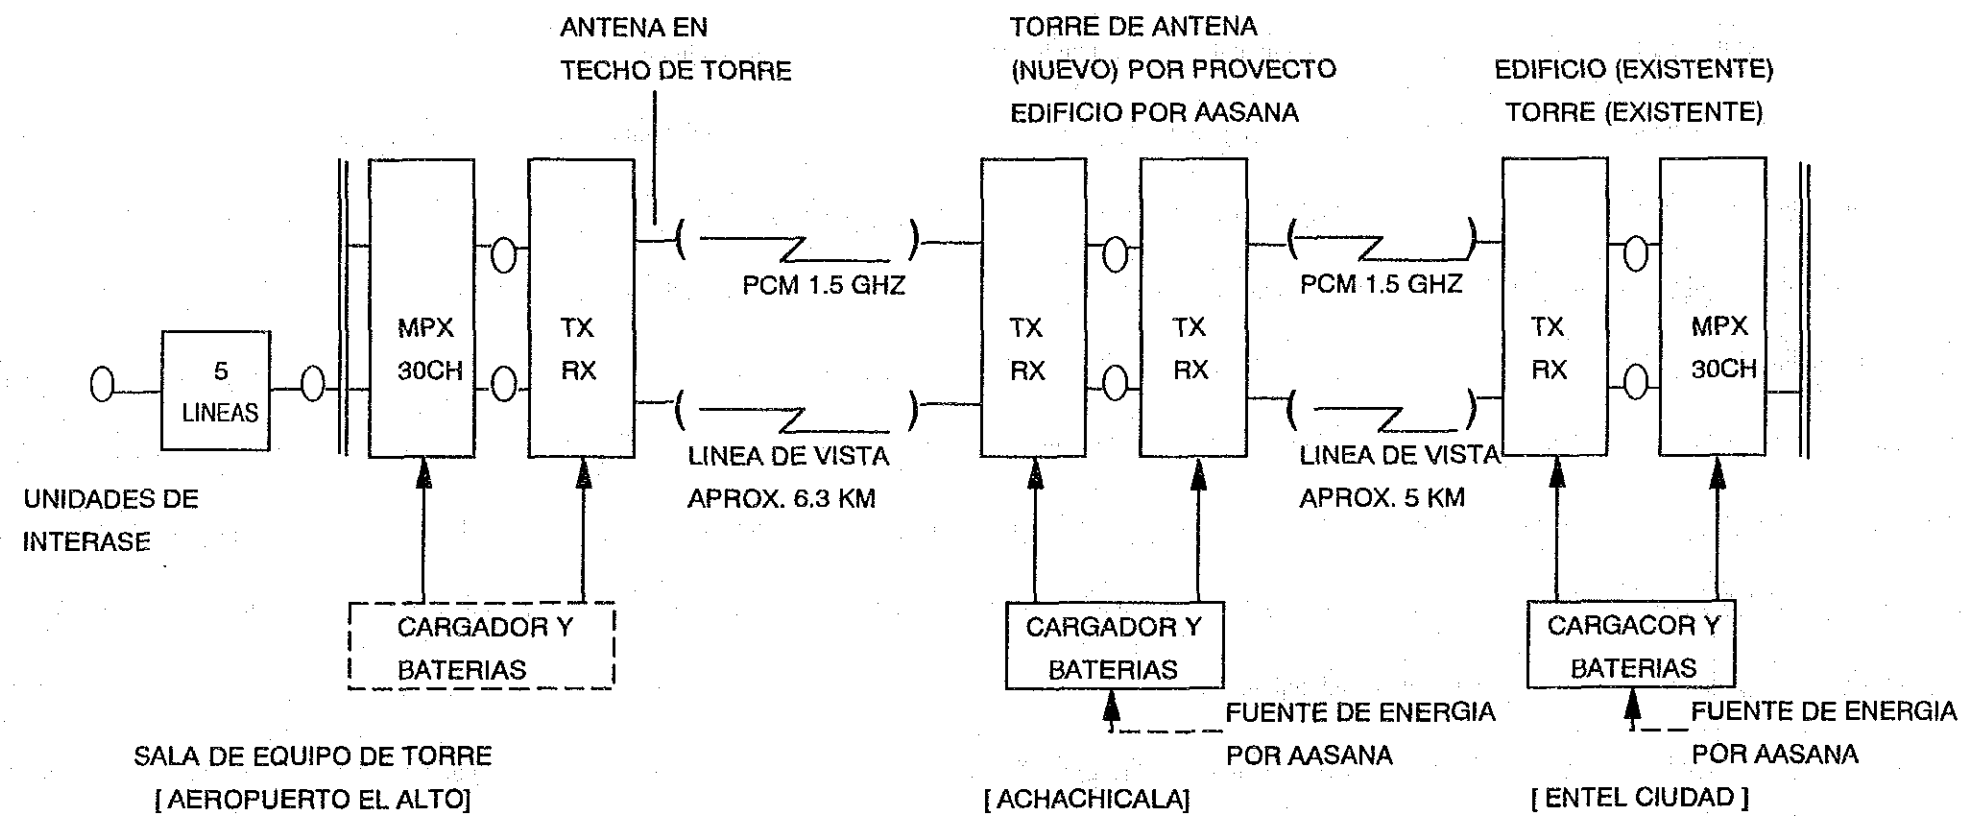 ANTENA EN
TECHO DE TORRE
TORRE DE ANTENA
(NUEVO) POR PROVECTO
EDIFICIO POR AASANA
EDIFICIO (EXISTENTE)
TORRE (EXISTENTE)
5
LINEAS
MPX
30CH
TX
RX
PCM 1.5 GHZ
LINEA DE VISTA
APROX. 6.3 KM
TX
RX
TX
RX
PCM 1.5 GHZ
LINEA DE VISTA
APROX. 5 KM
TX
RX
MPX
30CH
UNIDADES DE
INTERASE
CARGADOR Y
BATERIAS
CARGADOR Y
BATERIAS
CARGACOR Y
BATERIAS
FUENTE DE ENERGIA
POR AASANA
FUENTE DE ENERGIA
POR AASANA
SALA DE EQUIPO DE TORRE
[ AEROPUERTO EL ALTO]
[ ACHACHICALA]
[ ENTEL CIUDAD ]